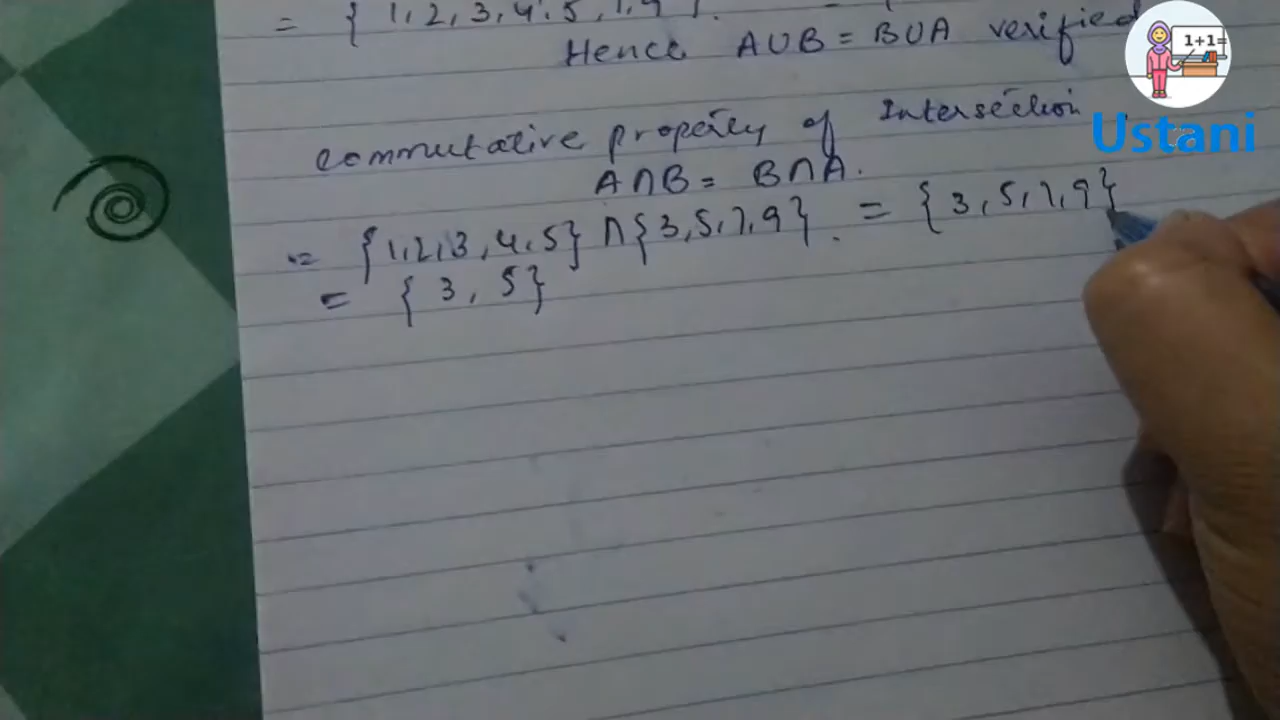 = { 1, 2, 3, 4, 5, 7, 9 }.
Hence A∪B = B∪A verified
1+1=
Ustani
commutative property of Intersection
A∩B = B∩A.
= {1,2,3,4,5} ∩ {3,5,7,9}. = {3,5,7,9}
= {3, 5}